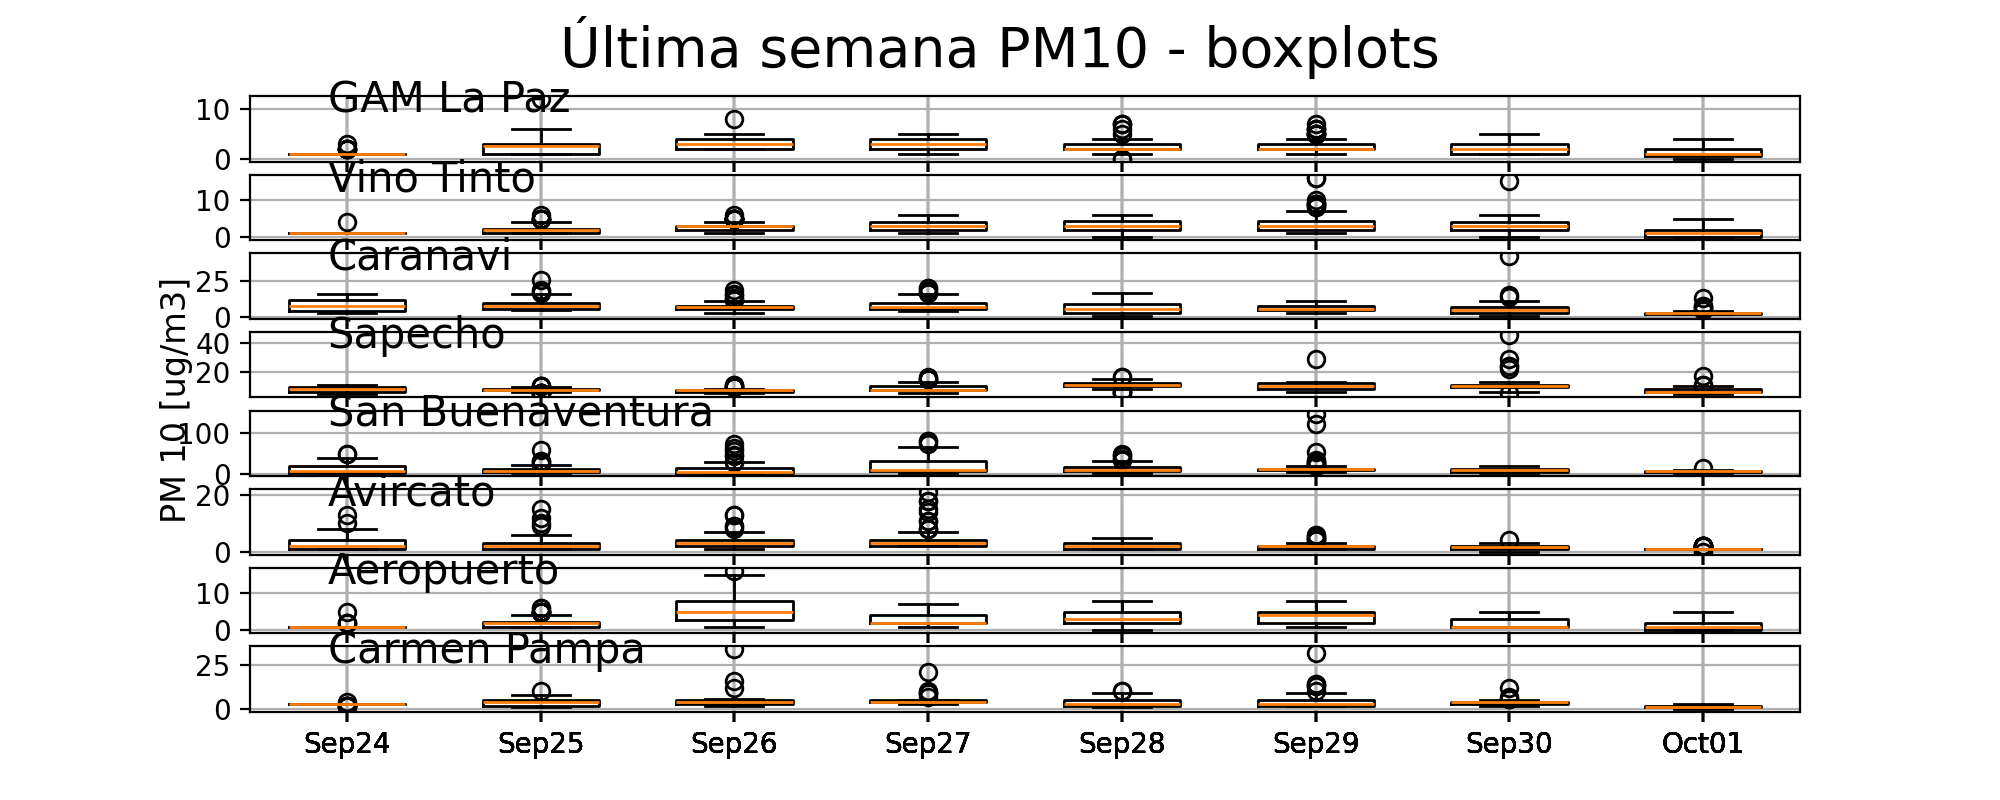 Última semana PM10 - boxplots
PM 10 [ug/m3]
GAM La Paz
10
0
Vino Tinto
10
0
Caranavi
25
0
Sapecho
40
20
San Buenaventura
100
0
Avircato
20
0
Aeropuerto
10
0
Carmen Pampa
25
0
Sep24 Sep25 Sep26 Sep27 Sep28 Sep29 Sep30 Oct01